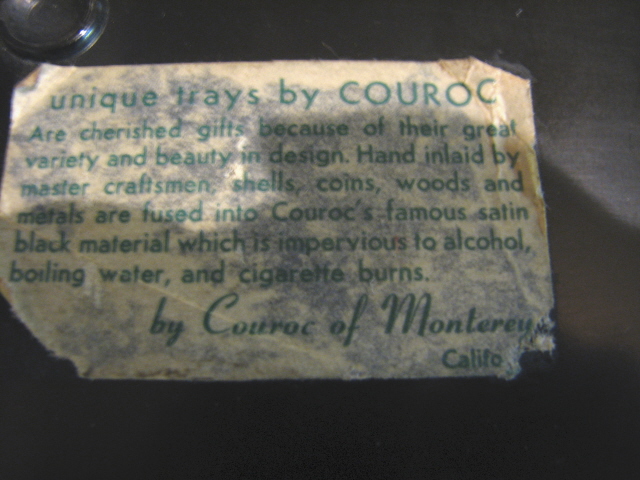 unique trays by COUROC
Are cherished gifts because of their great
variety and beauty in design. Hand inlaid by
master craftsmen, shells, coins, woods and
metals are fused into Couroc's famous satin
black material which is impervious to alcohol,
boiling water, and cigarette burns.
by Couroc of Monterey
Califo